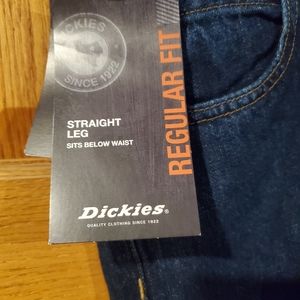 DICKIES
SINCE 1922
STRAIGHT
LEG
SITS BELOW WAIST
REGULAR FIT
Dickies®
QUALITY CLOTHING SINCE 1922